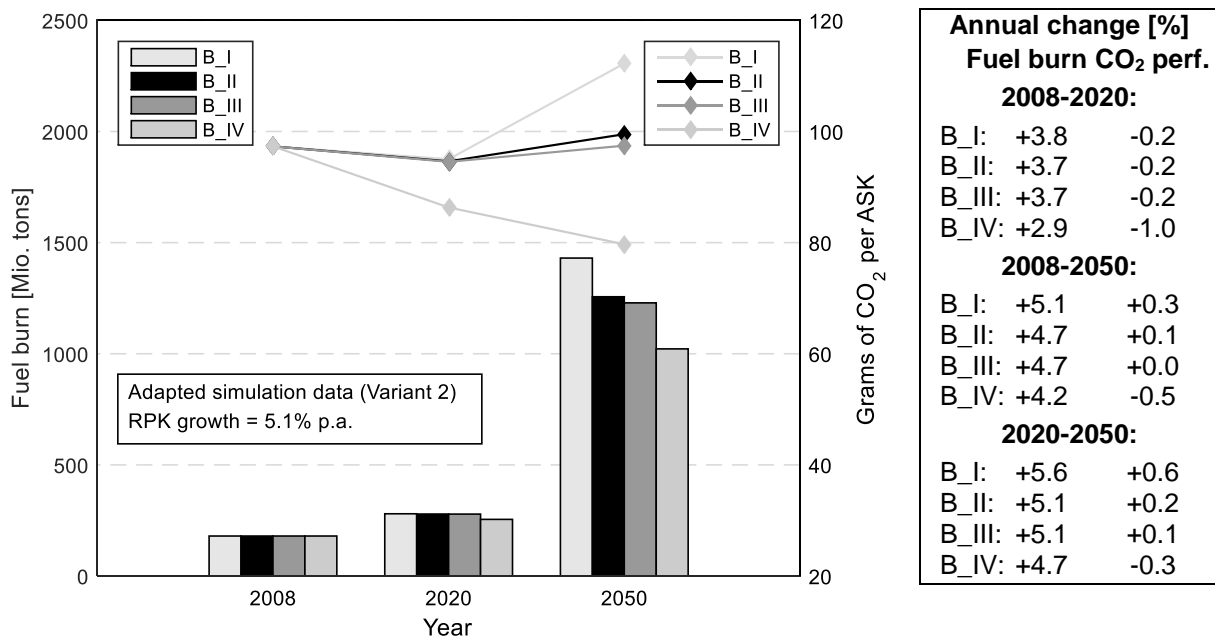 2500
2000
1500
1000
500
0
Fuel burn [Mio. tons]
B_I
B_II
B_III
B_IV
B_I
B_II
B_III
B_IV
120
100
80
60
40
20
Grams of CO₂ per ASK
Adapted simulation data (Variant 2)
RPK growth = 5.1% p.a.
2008 2020 2050
Year
Annual change [%]
Fuel burn CO₂ perf.
2008-2020:
B_I: +3.8 -0.2
B_II: +3.7 -0.2
B_III: +3.7 -0.2
B_IV: +2.9 -1.0
2008-2050:
B_I: +5.1 +0.3
B_II: +4.7 +0.1
B_III: +4.7 +0.0
B_IV: +4.2 -0.5
2020-2050:
B_I: +5.6 +0.6
B_II: +5.1 +0.2
B_III: +5.1 +0.1
B_IV: +4.7 -0.3